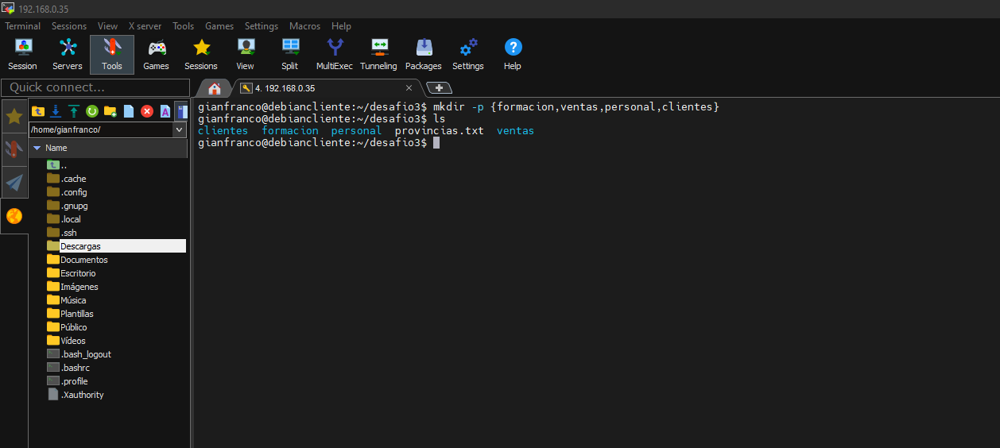 192.168.0.35
Terminal Sessions View X server Tools Games Settings Macros Help
Session Servers Tools Games Sessions View Split MultiExec Tunneling Packages Settings Help
Quick connect...
4. 192.168.0.35
/home/gianfranco/
Name
..
.cache
.config
.gnupg
.local
.ssh
Descargas
Documentos
Escritorio
Imágenes
Música
Plantillas
Público
Vídeos
.bash_logout
.bashrc
.profile
.Xauthority
gianfranco@debiancliente:~/desafio3$ mkdir -p {formacion,ventas,personal,clientes}
gianfranco@debiancliente:~/desafio3$ ls
clientes formacion personal provincias.txt ventas
gianfranco@debiancliente:~/desafio3$